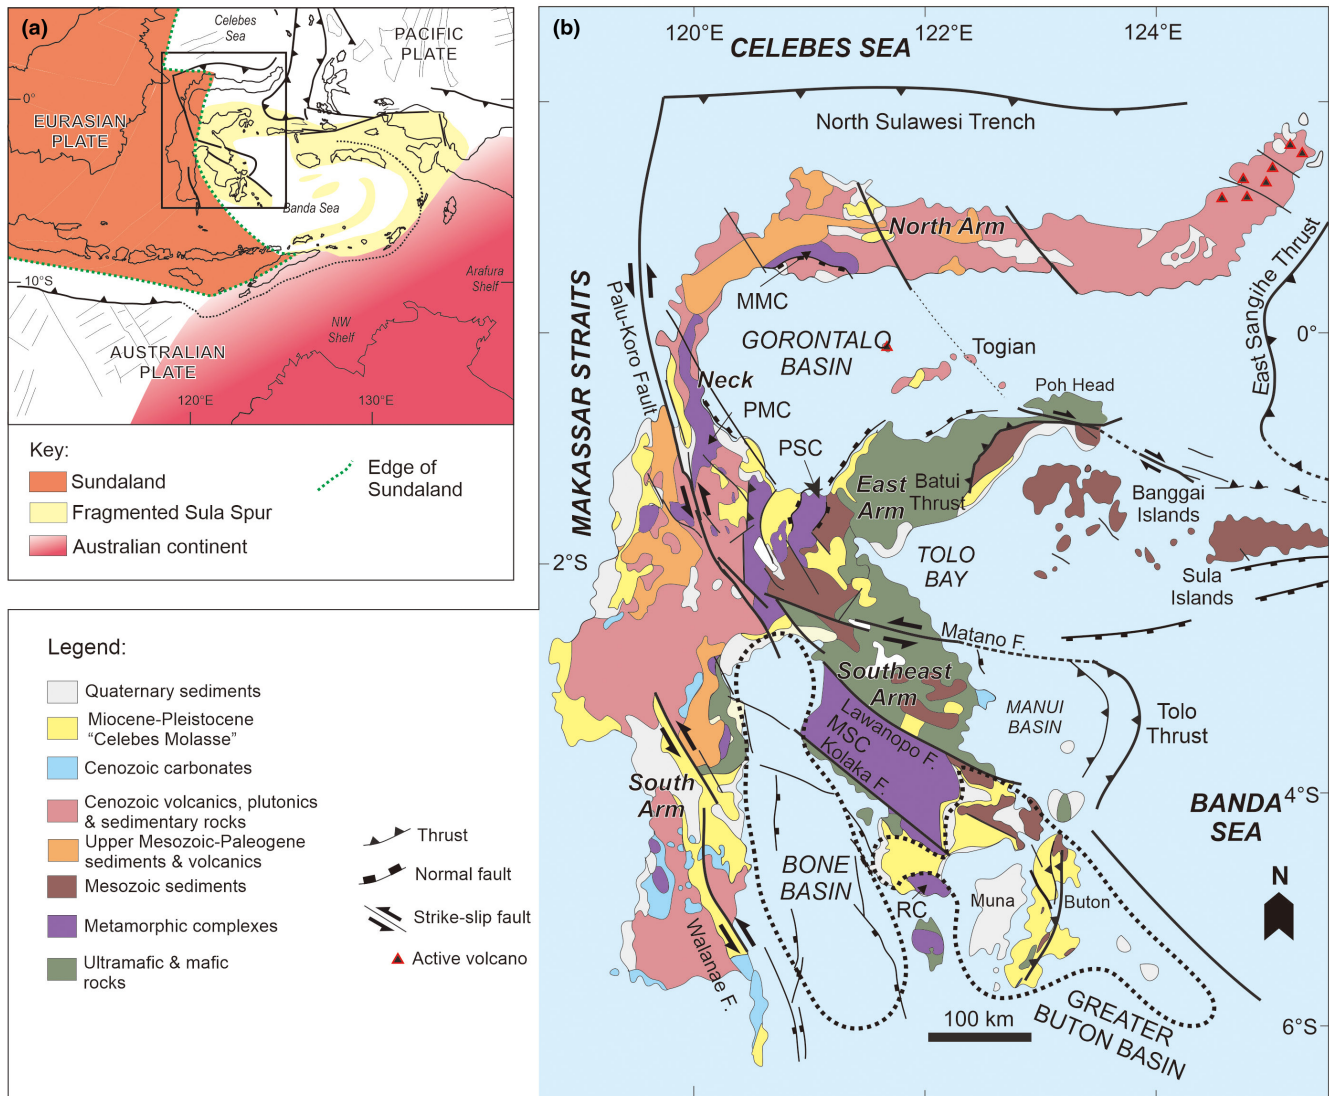 (a)
Celebes
Sea
PACIFIC
PLATE
0°
EURASIAN
PLATE
Banda Sea
10°S
Arafura
Shelf
NW
Shelf
AUSTRALIAN
PLATE
120°E
130°E
Key:
Sundaland
Fragmented Sula Spur
Australian continent
Edge of
Sundaland
Legend:
Quaternary sediments
Miocene-Pleistocene
“Celebes Molasse”
Cenozoic carbonates
Cenozoic volcanics, plutonics
& sedimentary rocks
Upper Mesozoic-Paleogene
sediments & volcanics
Mesozoic sediments
Metamorphic complexes
Ultramafic & mafic
rocks
Thrust
Normal fault
Strike-slip fault
Active volcano
(b)
120°E
122°E
124°E
CELEBES SEA
North Sulawesi Trench
North Arm
MMC
Palu-Koro Fault
MAKASSAR STRAITS
GORONTALO
BASIN
Togian
East Sangihe Thrust
0°
Neck
PMC
Poh Head
PSC
East
Arm
Batui
Thrust
Banggai
Islands
TOLO
BAY
2°S
Sula
Islands
Matano F.
Southeast
Arm
MANUI
BASIN
Tolo
Thrust
Lawanopo F.
MSC
Kolaka F.
South
Arm
4°S
BANDA
SEA
BONE
BASIN
N
RC
Muna
Buton
Walanae F.
GREATER
BUTON BASIN
100 km
6°S